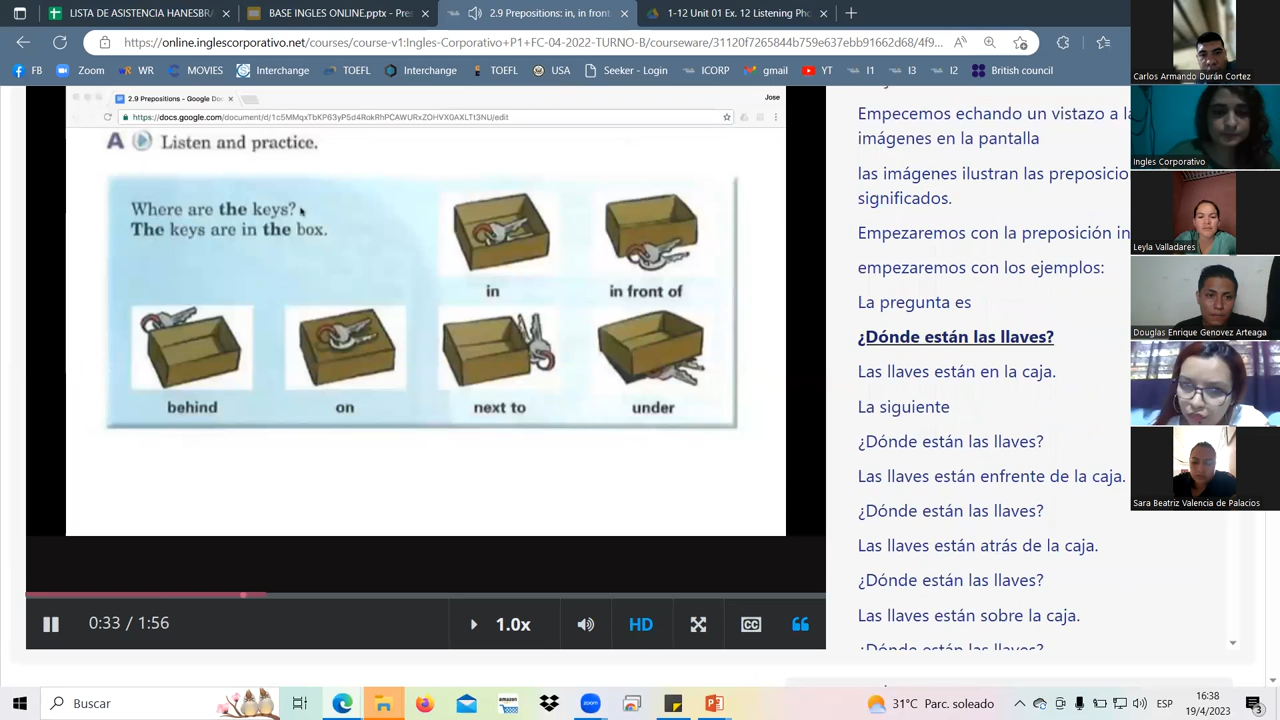 LISTA DE ASISTENCIA HANESBRA
BASE INGLES ONLINE.pptx - Pres
2.9 Prepositions: in, in front
1-12 Unit 01 Ex. 12 Listening Pho
https://online.inglescorporativo.net/courses/course-v1:Ingles-Corporativo+P1+FC-04-2022-TURNO-B/courseware/31120f7265844b759e637ebb91662d68/4f9...
FB
Zoom
WR
MOVIES
Interchange
TOEFL
Interchange
TOEFL
USA
Seeker - Login
ICORP
gmail
YT
I1
I3
I2
British council
2.9 Prepositions - Google Doc
Jose
A Listen and practice.
Where are the keys?
The keys are in the box.
in
in front of
behind
on
next to
under
0:33 / 1:56
1.0x
HD
CC
Empecemos echando un vistazo a la
imágenes en la pantalla
las imágenes ilustran las preposicio
significados.
Empezaremos con la preposición in
empezaremos con los ejemplos:
La pregunta es
¿Dónde están las llaves?
Las llaves están en la caja.
La siguiente
¿Dónde están las llaves?
Las llaves están enfrente de la caja.
¿Dónde están las llaves?
Las llaves están atrás de la caja.
¿Dónde están las llaves?
Las llaves están sobre la caja.
¿Dónde están las llaves?
Carlos Armando Durán Cortez
Ingles Corporativo
Leyla Valladares
Douglas Enrique Genovez Arteaga
Sara Beatriz Valencia de Palacios
Buscar
31°C Parc. soleado
ESP
16:38
19/4/2023
3